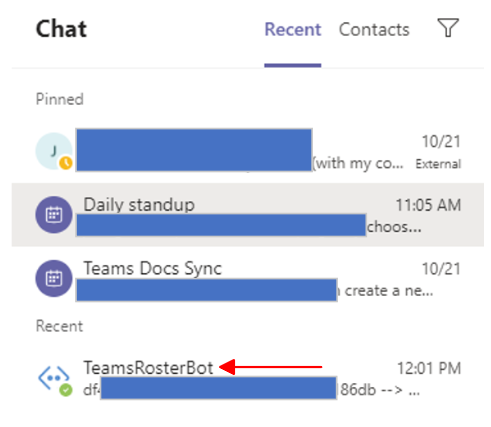 Chat
Recent Contacts
Pinned
J
10/21
(with my co... External
Daily standup 11:05 AM
choos...
Teams Docs Sync 10/21
create a ne...
Recent
TeamsRosterBot 12:01 PM
df 86db --> ...